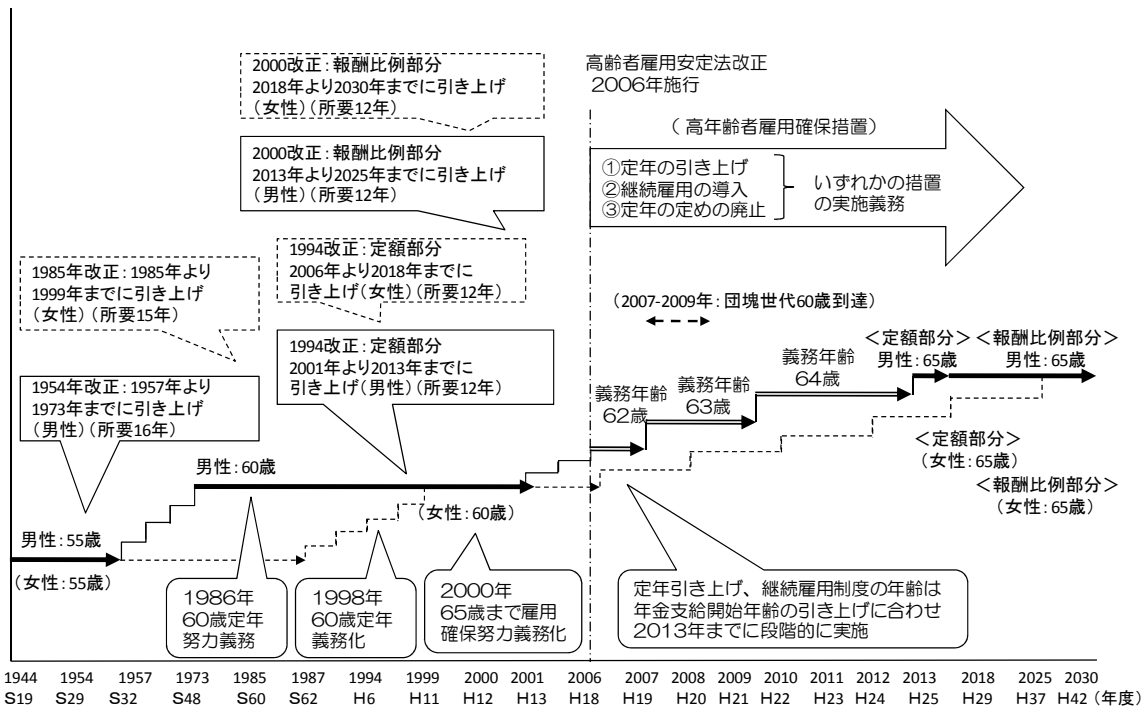 2000改正：報酬比例部分
2018年より2030年までに引き上げ
（女性）（所要12年）
高齢者雇用安定法改正
2006年施行
2000改正：報酬比例部分
2013年より2025年までに引き上げ
（男性）（所要12年）
（高年齢者雇用確保措置）
①定年の引き上げ
②継続雇用の導入
③定年の定めの廃止
いずれかの措置
の実施義務
1985年改正：1985年より
1999年までに引き上げ
（女性）（所要15年）
1994改正：定額部分
2006年より2018年までに
引き上げ（女性）（所要12年）
（2007-2009年：団塊世代60歳到達）
1954年改正：1957年より
1973年までに引き上げ
（男性）（所要16年）
1994改正：定額部分
2001年より2013年までに
引き上げ（男性）（所要12年）
義務年齢
62歳
義務年齢
63歳
義務年齢
64歳
＜定額部分＞
男性：65歳
＜報酬比例部分＞
男性：65歳
＜定額部分＞
（女性：65歳）
＜報酬比例部分＞
（女性：65歳）
男性：60歳
（女性：60歳）
男性：55歳
（女性：55歳）
1986年
60歳定年
努力義務
1998年
60歳定年
義務化
2000年
65歳まで雇用
確保努力義務化
定年引き上げ、継続雇用制度の年齢は
年金支給開始年齢の引き上げに合わせ
2013年までに段階的に実施
1944 1954 1957 1973 1985 1987 1994 1999 2000 2001 2006 2007 2008 2009 2010 2011 2012 2013 2018 2025 2030
S19 S29 S32 S48 S60 S62 H6 H11 H12 H13 H18 H19 H20 H21 H22 H23 H24 H25 H29 H37 H42（年度）